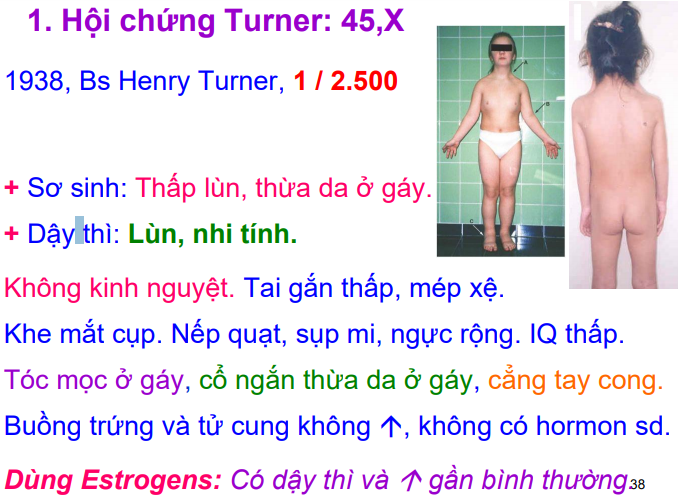 1. Hội chứng Turner: 45,X
1938, Bs Henry Turner, 1 / 2.500
+ Sơ sinh: Thấp lùn, thừa da ở gáy.
+ Dậy thì: Lùn, nhi tính.
Không kinh nguyệt. Tai gắn thấp, mép xệ.
Khe mắt cụp. Nếp quạt, sụp mi, ngực rộng. IQ thấp.
Tóc mọc ở gáy, cổ ngắn thừa da ở gáy, cẳng tay cong.
Buồng trứng và tử cung không ↑, không có hormon sd.
Dùng Estrogens: Có dậy thì và ↑ gần bình thường.
38
A
B
C